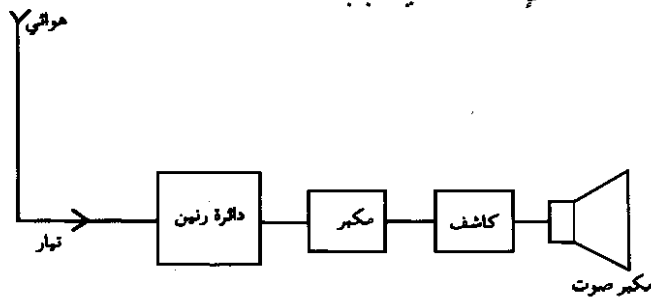 هوائي
تيار
دائرة رنين
مكبر
كاشف
مكبر صوت